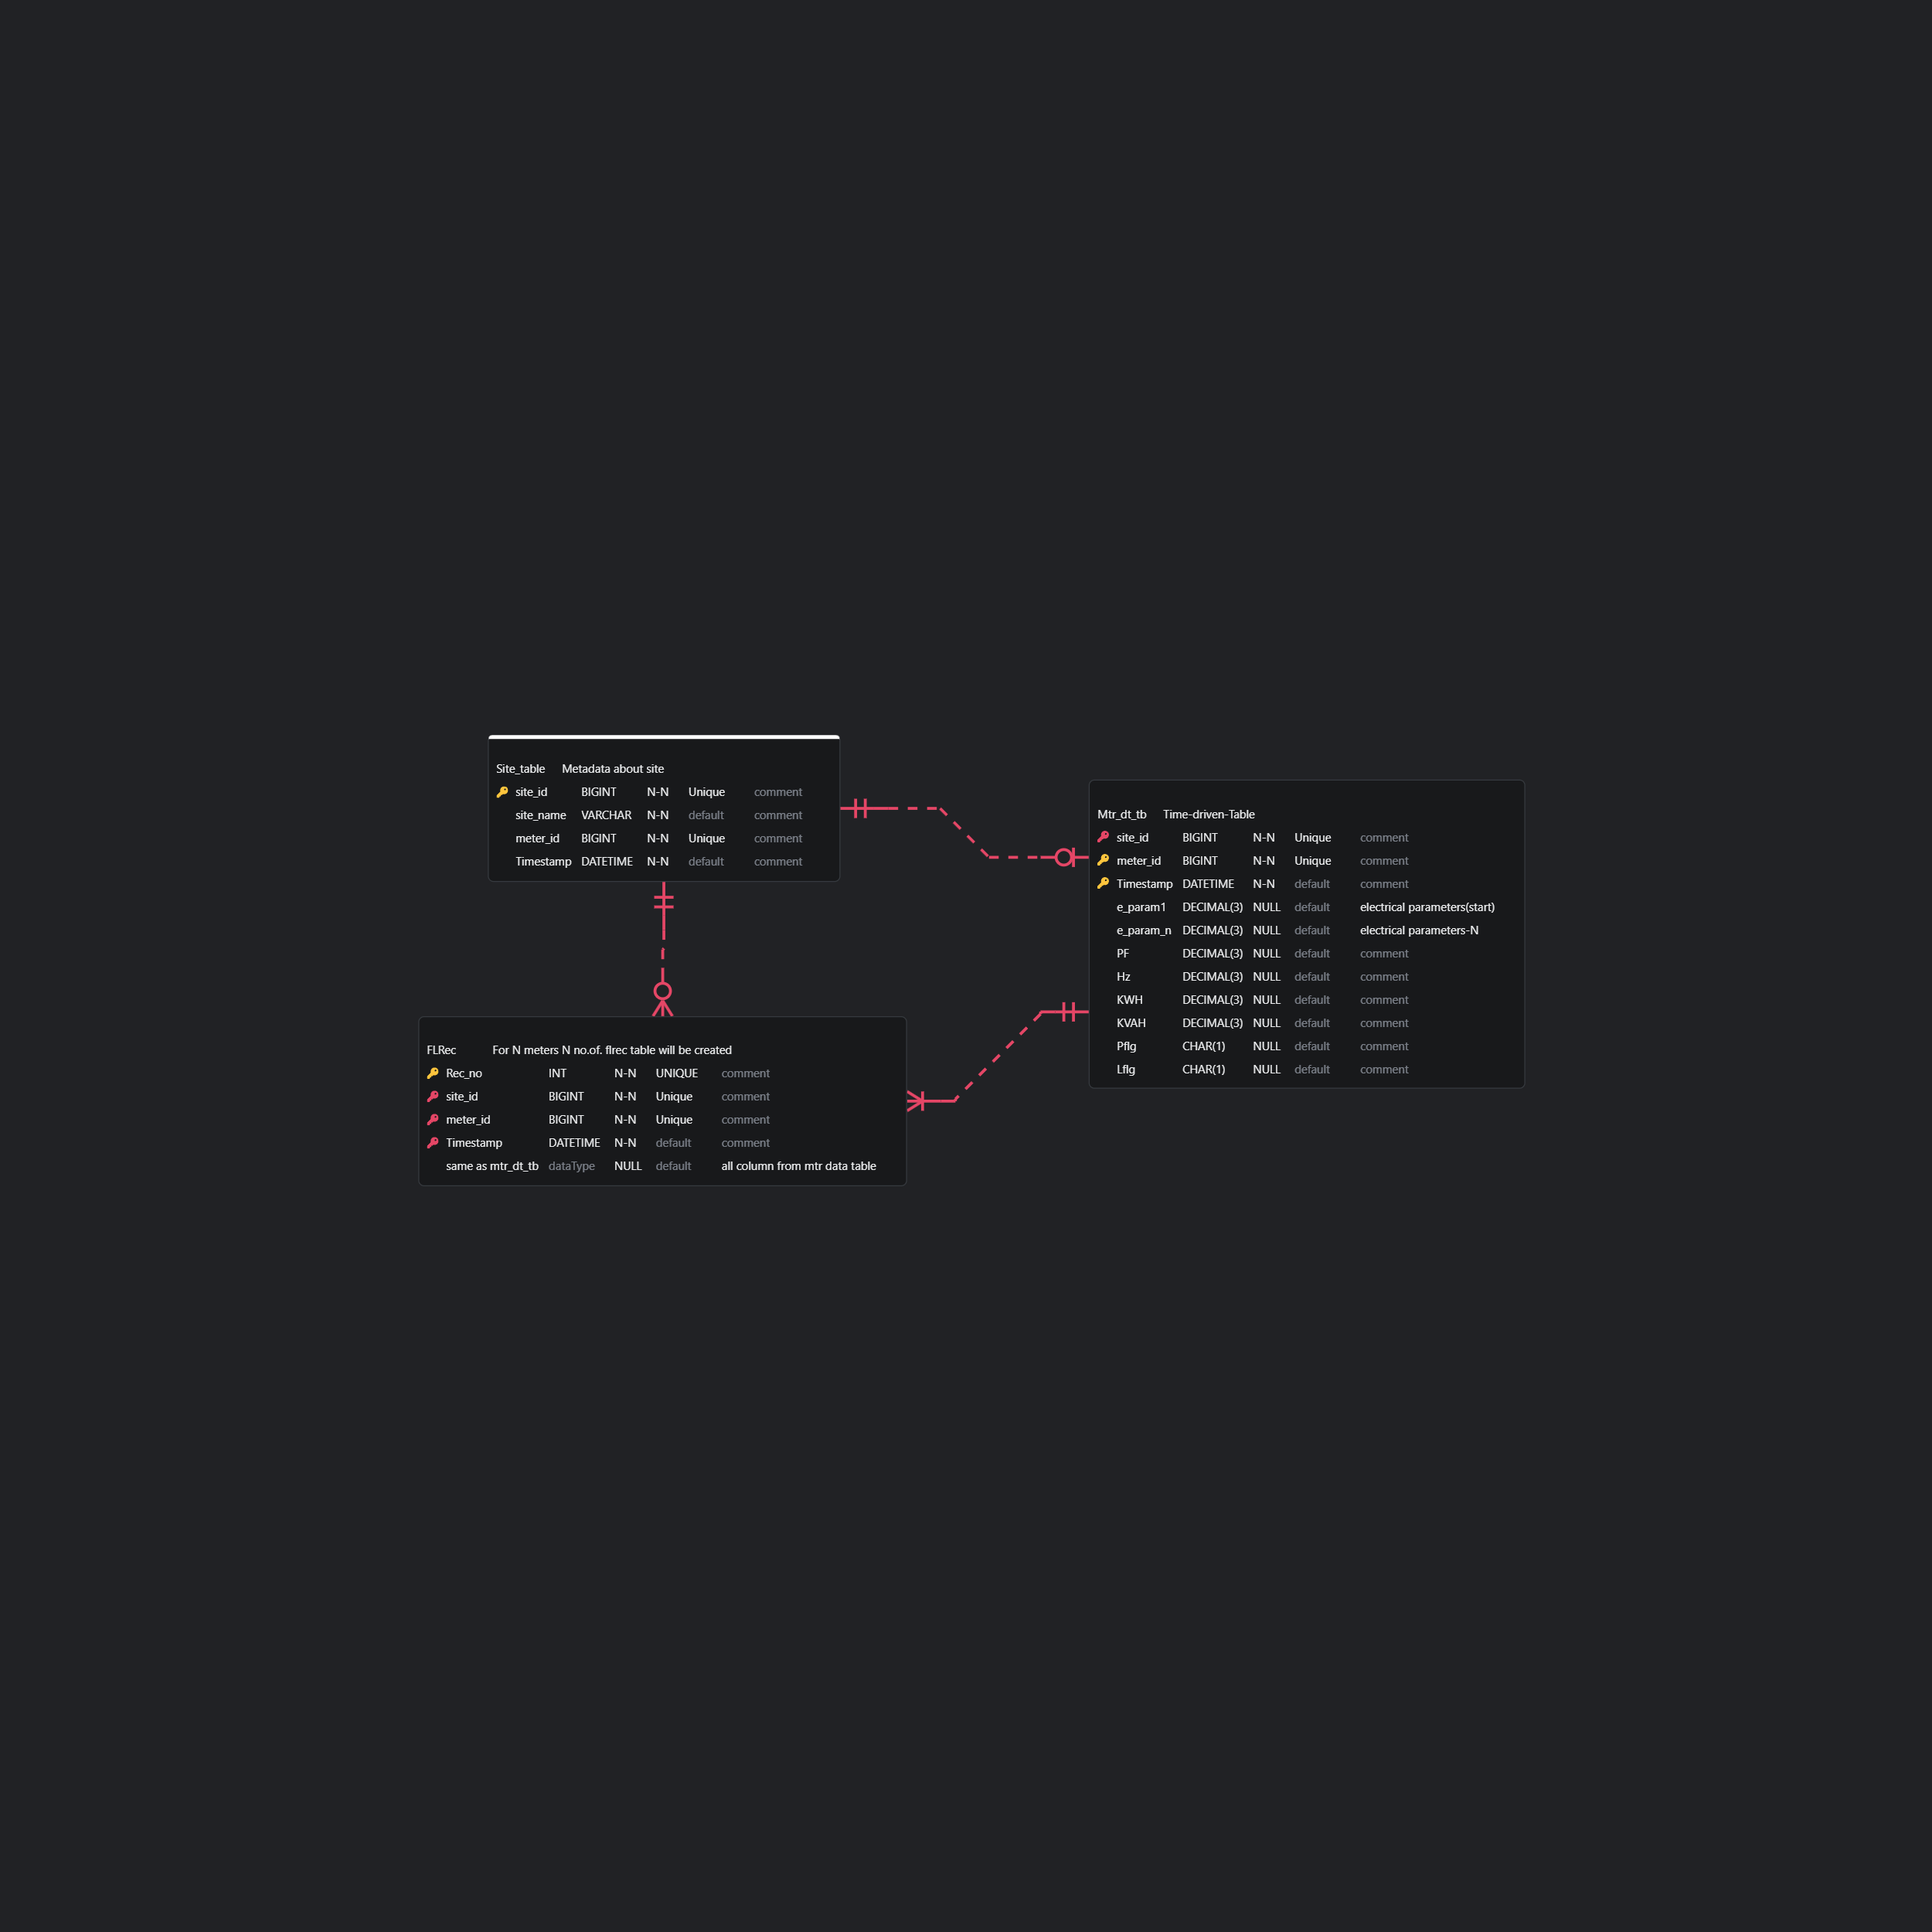 Site_table Metadata about site
site_id BIGINT N-N Unique comment
site_name VARCHAR N-N default comment
meter_id BIGINT N-N Unique comment
Timestamp DATETIME N-N default comment
Mtr_dt_tb Time-driven-Table
site_id BIGINT N-N Unique comment
meter_id BIGINT N-N Unique comment
Timestamp DATETIME N-N default comment
e_param1 DECIMAL(3) NULL default electrical parameters(start)
e_param_n DECIMAL(3) NULL default electrical parameters-N
PF DECIMAL(3) NULL default comment
Hz DECIMAL(3) NULL default comment
KWH DECIMAL(3) NULL default comment
KVAH DECIMAL(3) NULL default comment
Pflg CHAR(1) NULL default comment
Lflg CHAR(1) NULL default comment
FLRec For N meters N no.of. flrec table will be created
Rec_no INT N-N UNIQUE comment
site_id BIGINT N-N Unique comment
meter_id BIGINT N-N Unique comment
Timestamp DATETIME N-N default comment
same as mtr_dt_tb dataType NULL default all column from mtr data table